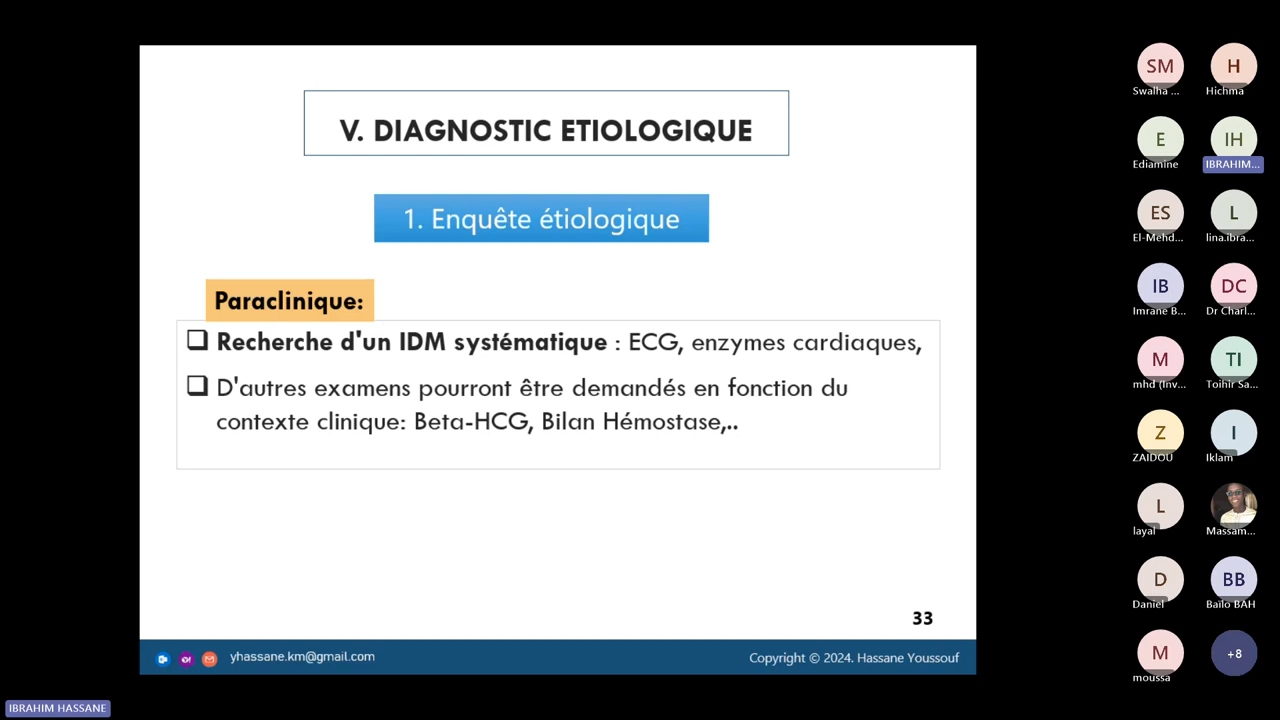 V. DIAGNOSTIC ETIOLOGIQUE
1. Enquête étiologique
Paraclinique:
❑ Recherche d'un IDM systématique : ECG, enzymes cardiaques,
❑ D'autres examens pourront être demandés en fonction du
contexte clinique: Beta-HCG, Bilan Hémostase,..
33
yhassane.km@gmail.com
Copyright © 2024. Hassane Youssouf
SM
Swalha ...
H
Hichma
E
Ediamine
IH
IBRAHIM...
ES
El-Mehd...
L
lina.ibra...
IB
Imrane B...
DC
Dr Charl...
M
mhd (Inv...
TI
Toihir Sa...
Z
ZAIDOU
I
Iklam
L
layal
Massam...
D
Daniel
BB
Bailo BAH
M
moussa
+8
IBRAHIM HASSANE